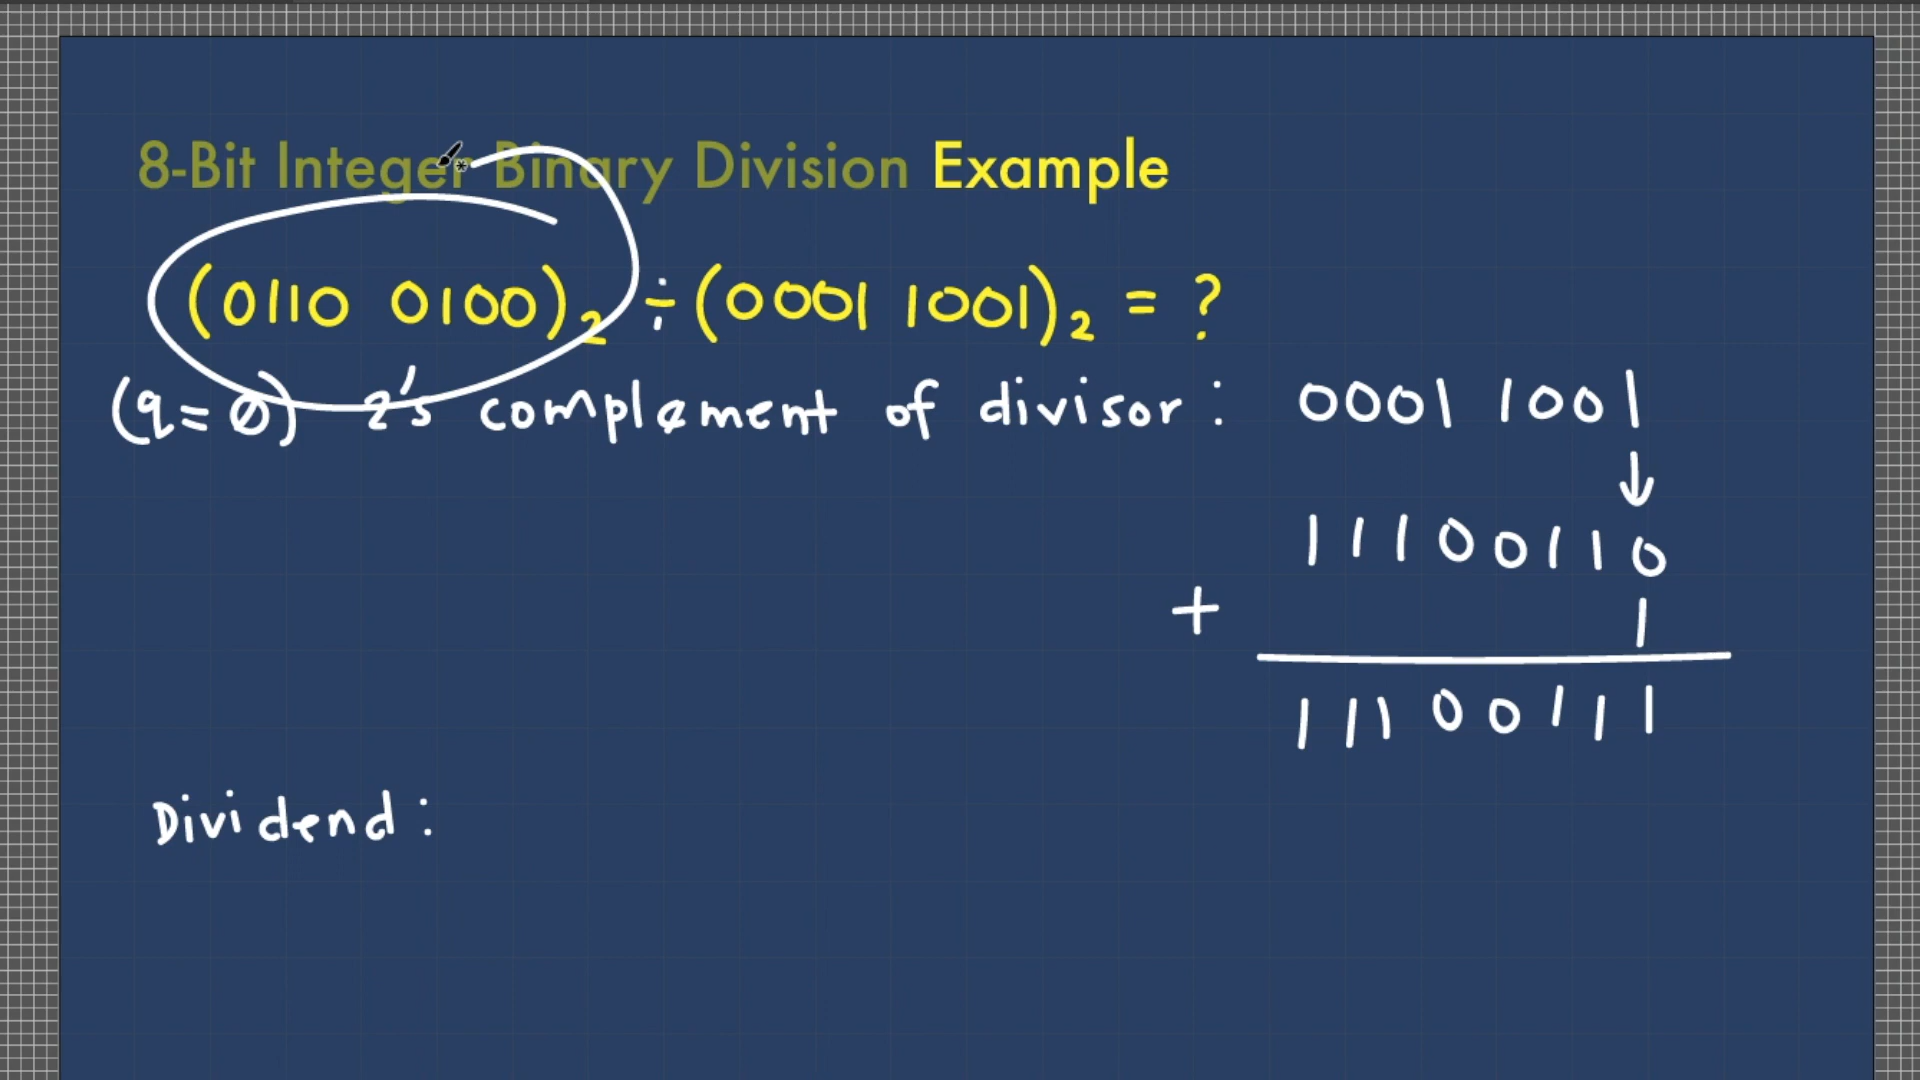 8-Bit Integer Binary Division Example
(0110 0100)₂ ÷ (0001 1001)₂ = ?
(q = 0) 2's complement of divisor : 0001 1001
↓
11100110
+ 1
11100111
Dividend :